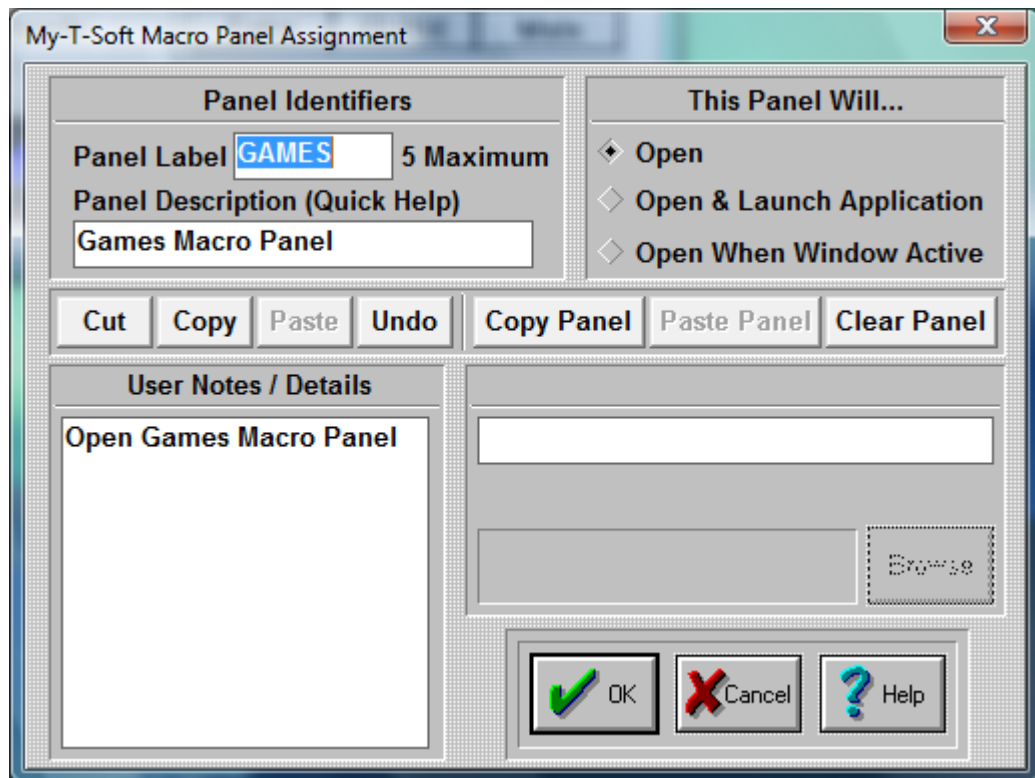 My-T-Soft Macro Panel Assignment
Panel Identifiers
Panel Label GAMES 5 Maximum
Panel Description (Quick Help)
Games Macro Panel
This Panel Will...
Open
Open & Launch Application
Open When Window Active
Cut Copy Paste Undo Copy Panel Paste Panel Clear Panel
User Notes / Details
Open Games Macro Panel
Browse
OK Cancel Help